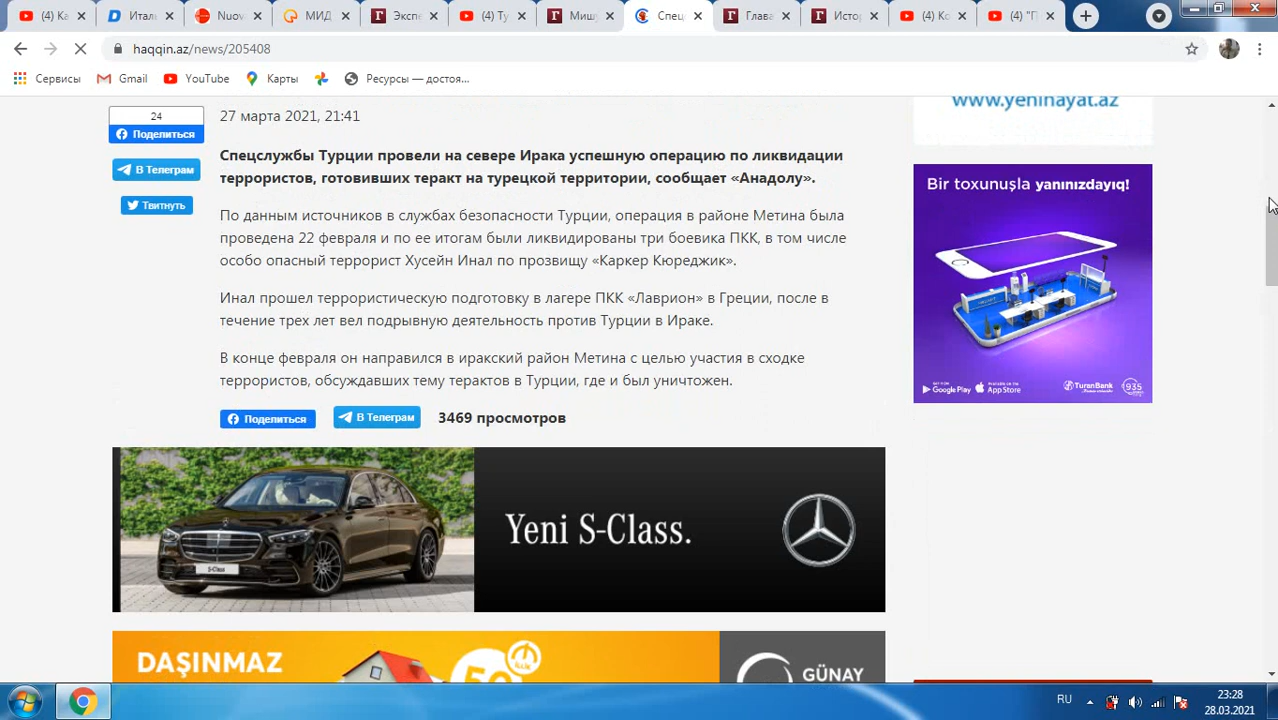 (4) Ка
Итал
Nuov
МИД
Экспе
(4) Ту
Миш
Спец
Глава
Исто
(4) Ко
(4) "Г
haqqin.az/news/205408
Сервисы Gmail YouTube Карты Ресурсы — достоя...
www.yeninayat.az
24
Поделиться
В Телеграм
Твитнуть
27 марта 2021, 21:41
Спецслужбы Турции провели на севере Ирака успешную операцию по ликвидации
террористов, готовивших теракт на турецкой территории, сообщает «Анадолу».
По данным источников в службах безопасности Турции, операция в районе Метина была
проведена 22 февраля и по ее итогам были ликвидированы три боевика ПКК, в том числе
особо опасный террорист Хусейн Инал по прозвищу «Каркер Кюреджик».
Инал прошел террористическую подготовку в лагере ПКК «Лаврион» в Греции, после в
течение трех лет вел подрывную деятельность против Турции в Ираке.
В конце февраля он направился в иракский район Метина с целью участия в сходке
террористов, обсуждавших тему терактов в Турции, где и был уничтожен.
Поделиться В Телеграм 3469 просмотров
Bir toxunuşla yanınızdayıq!
Google Play App Store TuranBank 935
S-Class
Yeni S-Class.
DAŞINMAZ
GÜNAY
RU
23:28
28.03.2021